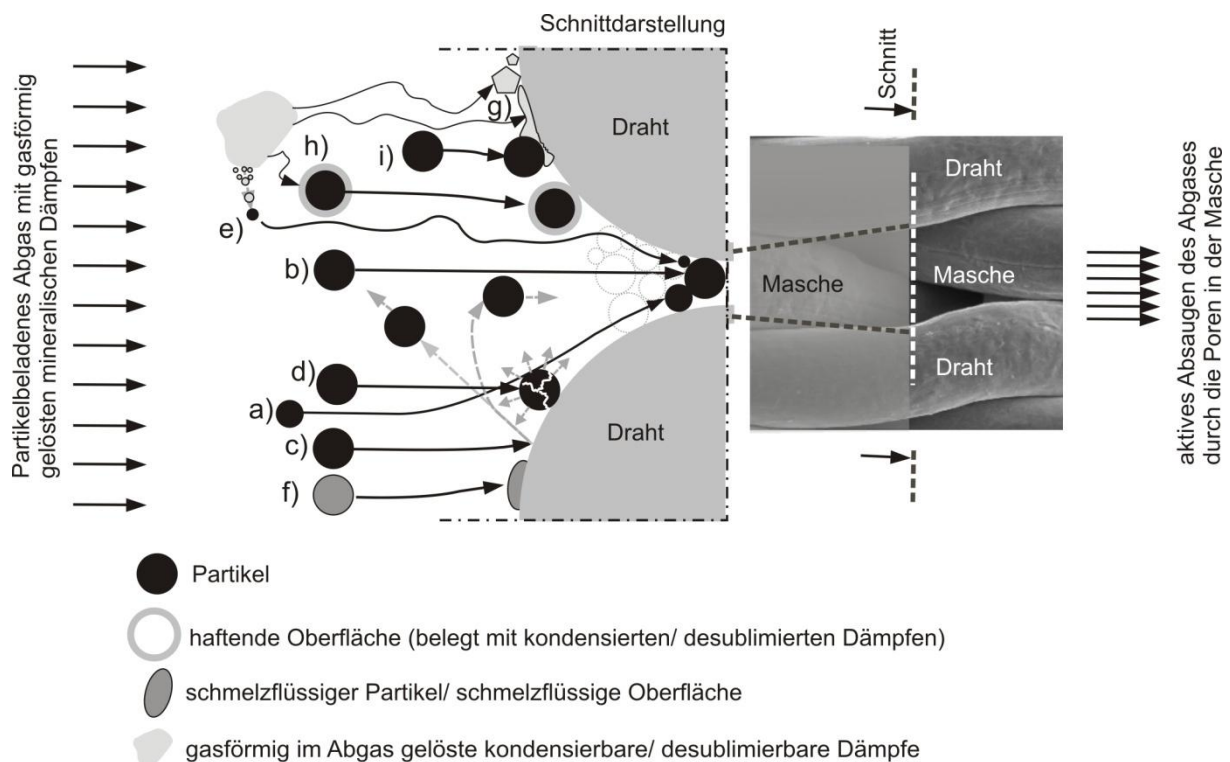 Schnittdarstellung
Partikelbeladenes Abgas mit gasförmig
gelösten mineralischen Dämpfen
g)
h)
i)
e)
b)
d)
a)
c)
f)
Draht
Draht
Schnitt
Draht
Masche
Masche
Draht
aktives Absaugen des Abgases
durch die Poren in der Masche
Partikel
haftende Oberfläche (belegt mit kondensierten/ desublimierten Dämpfen)
schmelzflüssiger Partikel/ schmelzflüssige Oberfläche
gasförmig im Abgas gelöste kondensierbare/ desublimierbare Dämpfe